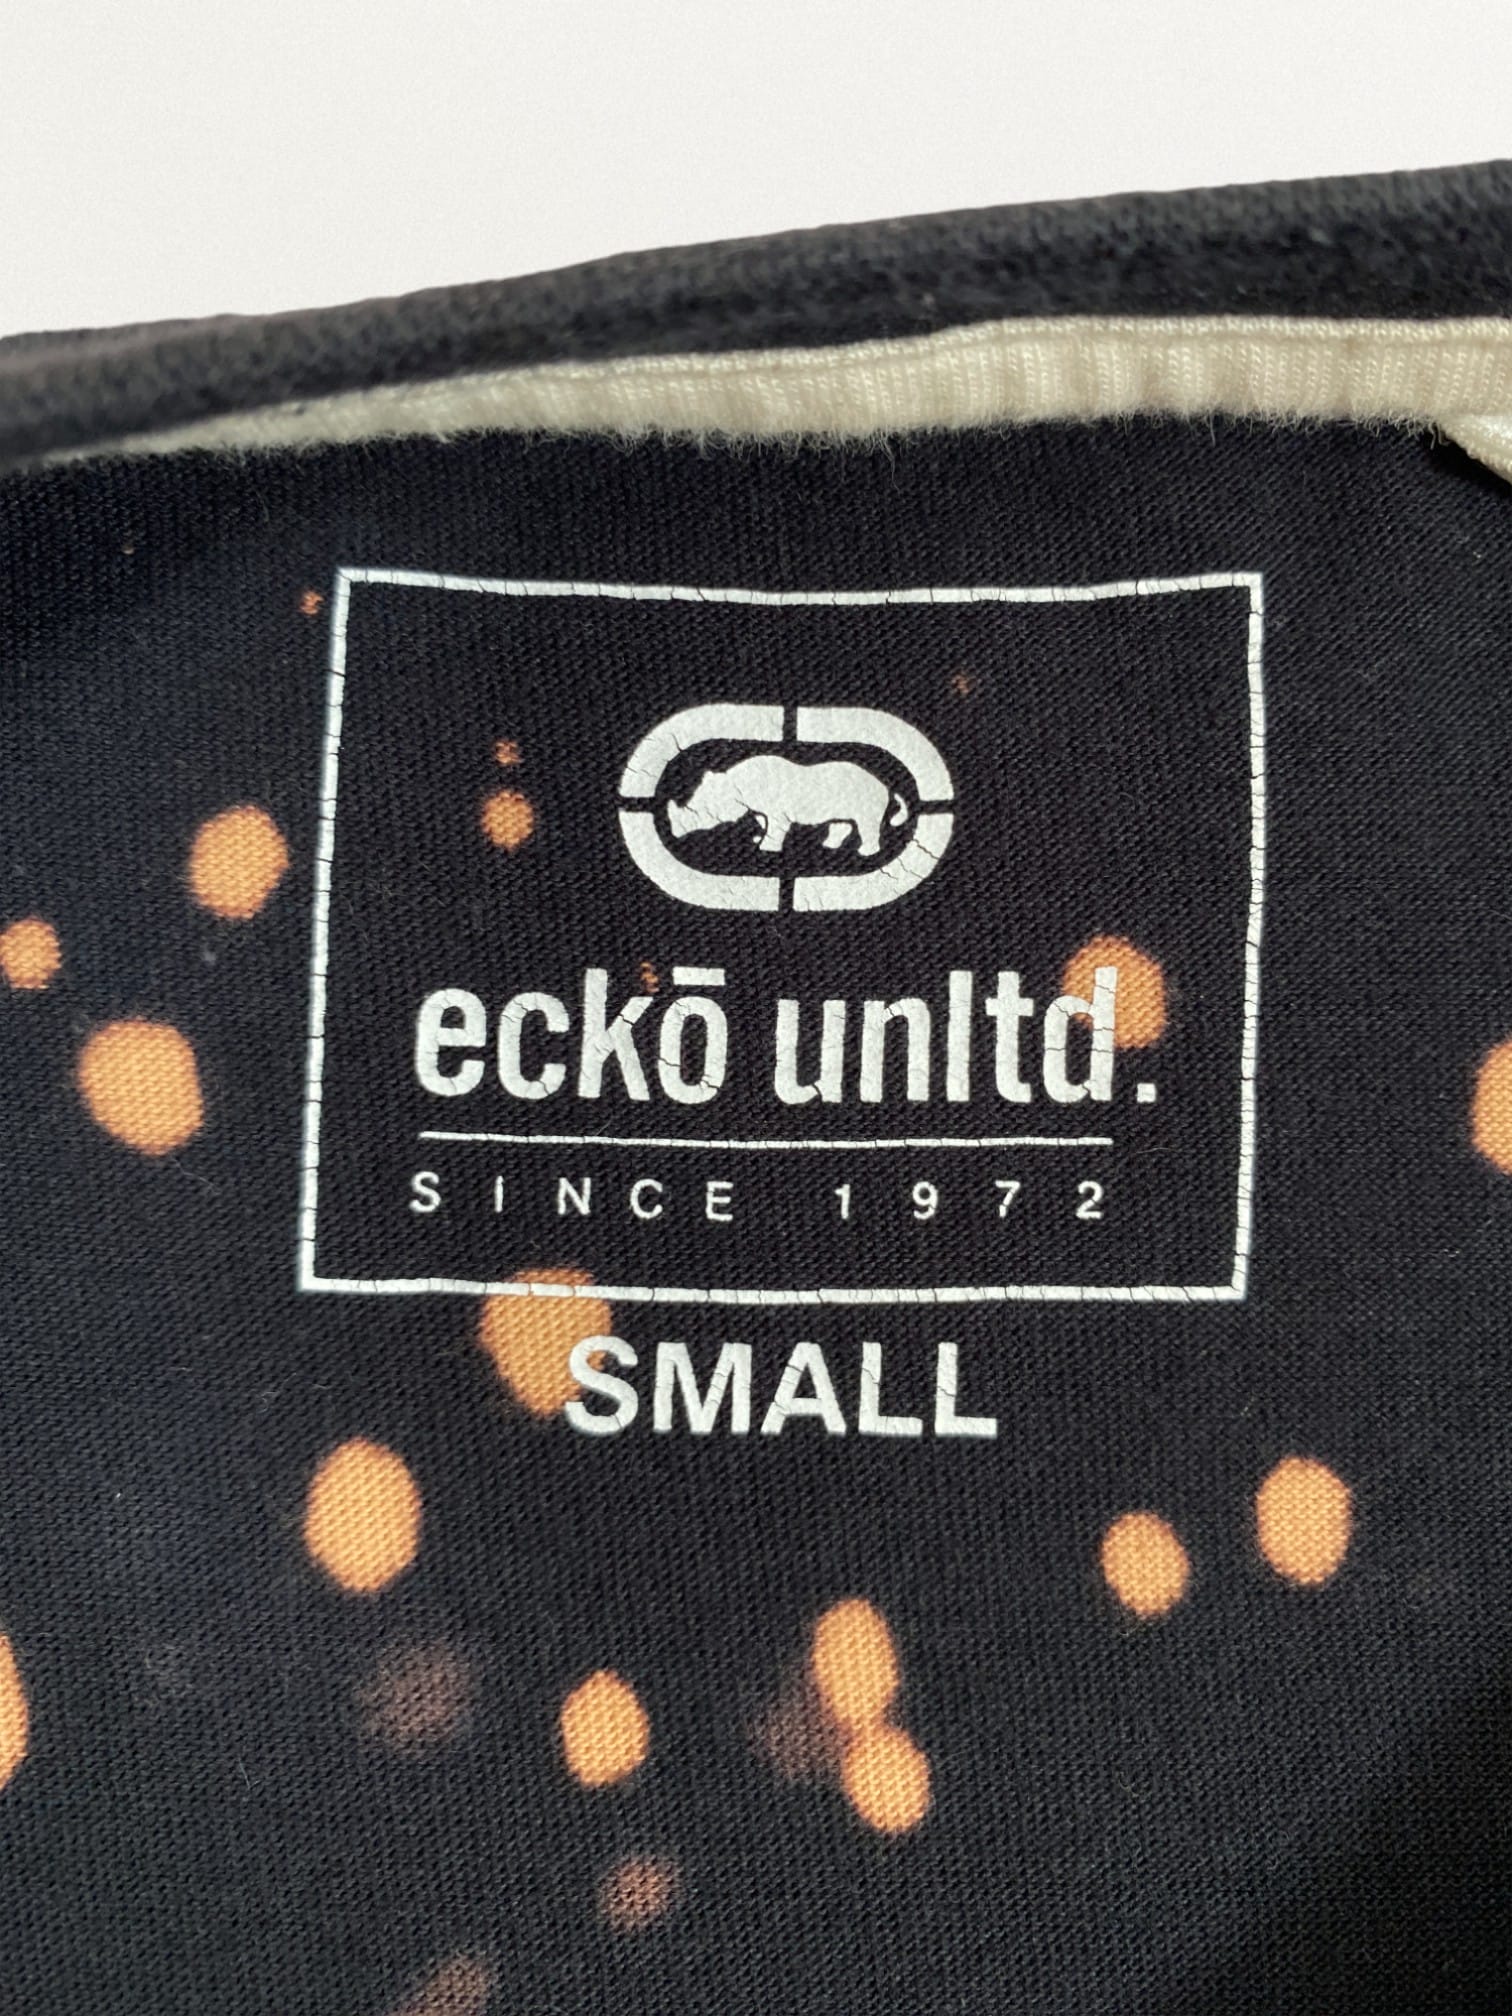 eckō unltd.
SINCE 1972
SMALL